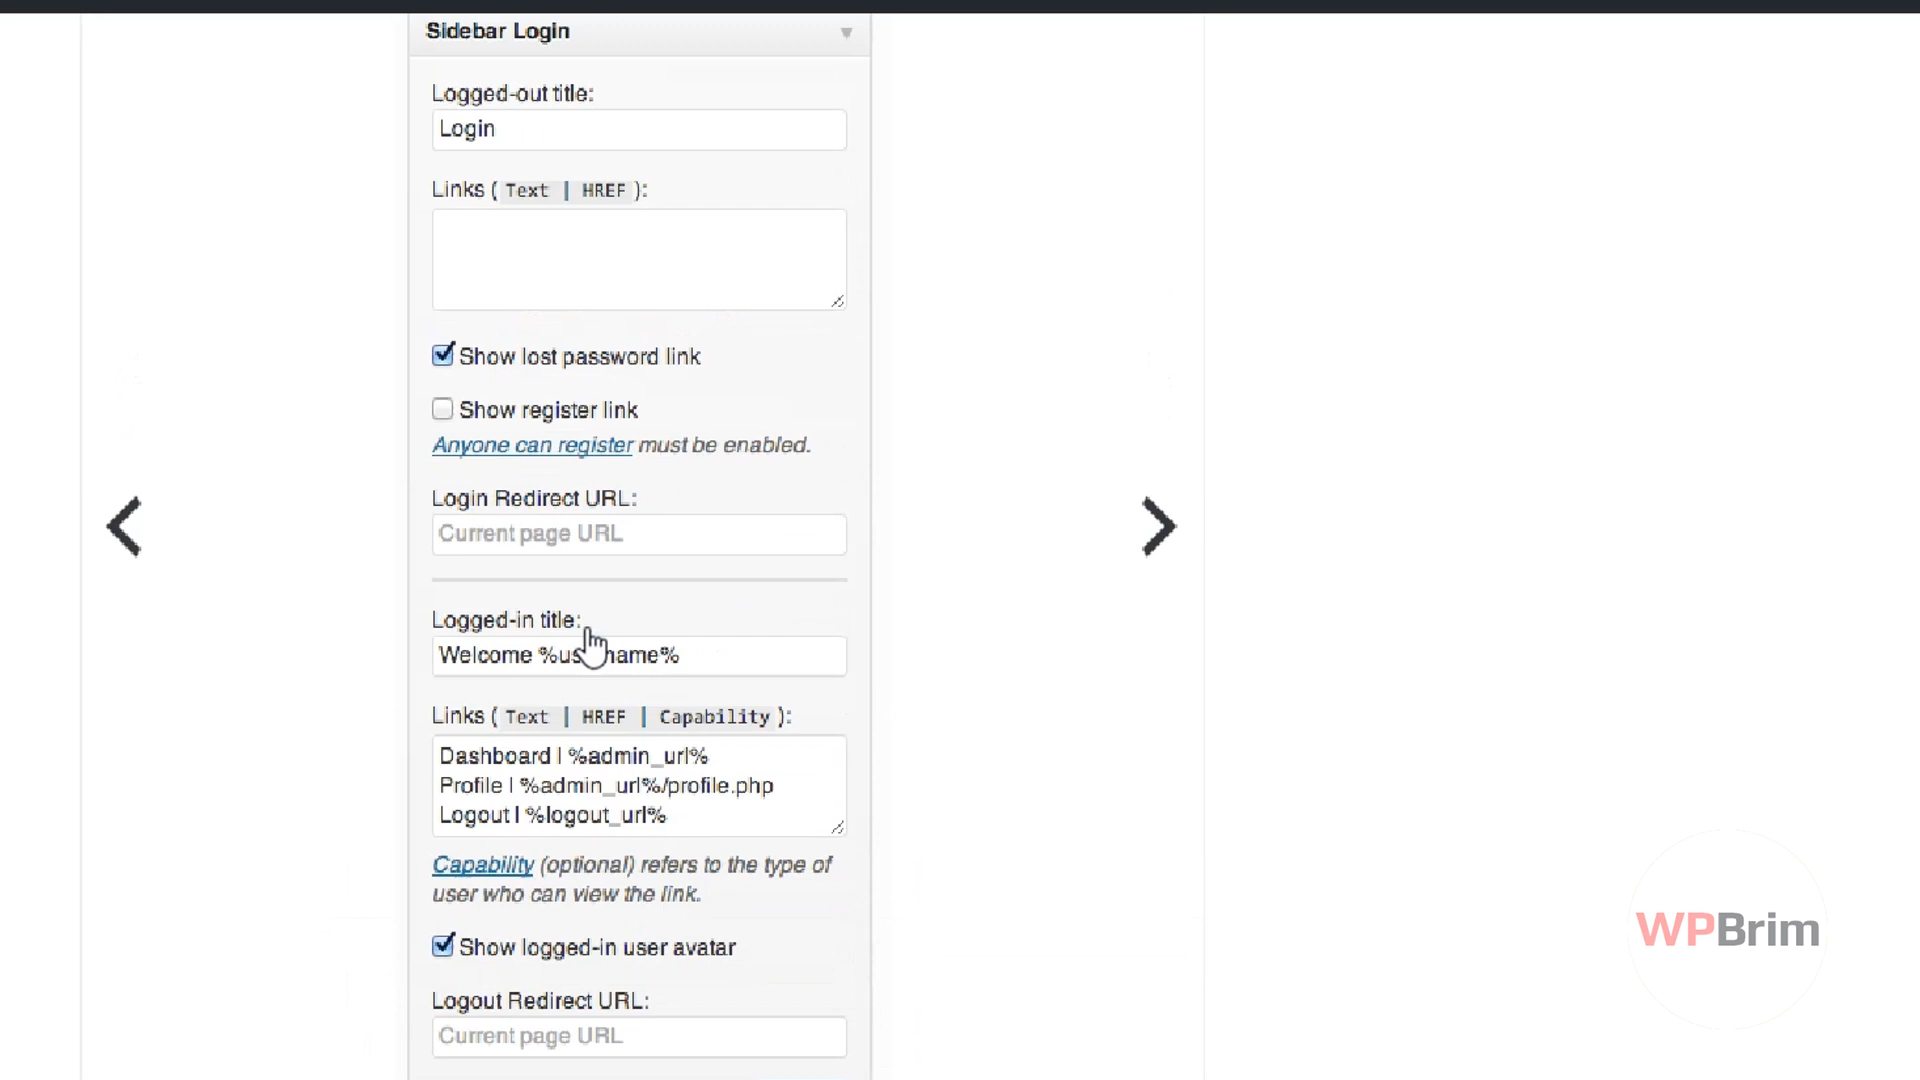 Sidebar Login
Logged-out title:
Login
Links ( Text | HREF ):
Show lost password link
Show register link
Anyone can register must be enabled.
Login Redirect URL:
Current page URL
Logged-in title:
Welcome %username%
Links ( Text | HREF | Capability ):
Dashboard | %admin_url%
Profile | %admin_url%/profile.php
Logout | %logout_url%
Capability (optional) refers to the type of
user who can view the link.
Show logged-in user avatar
Logout Redirect URL:
Current page URL
WPBrim